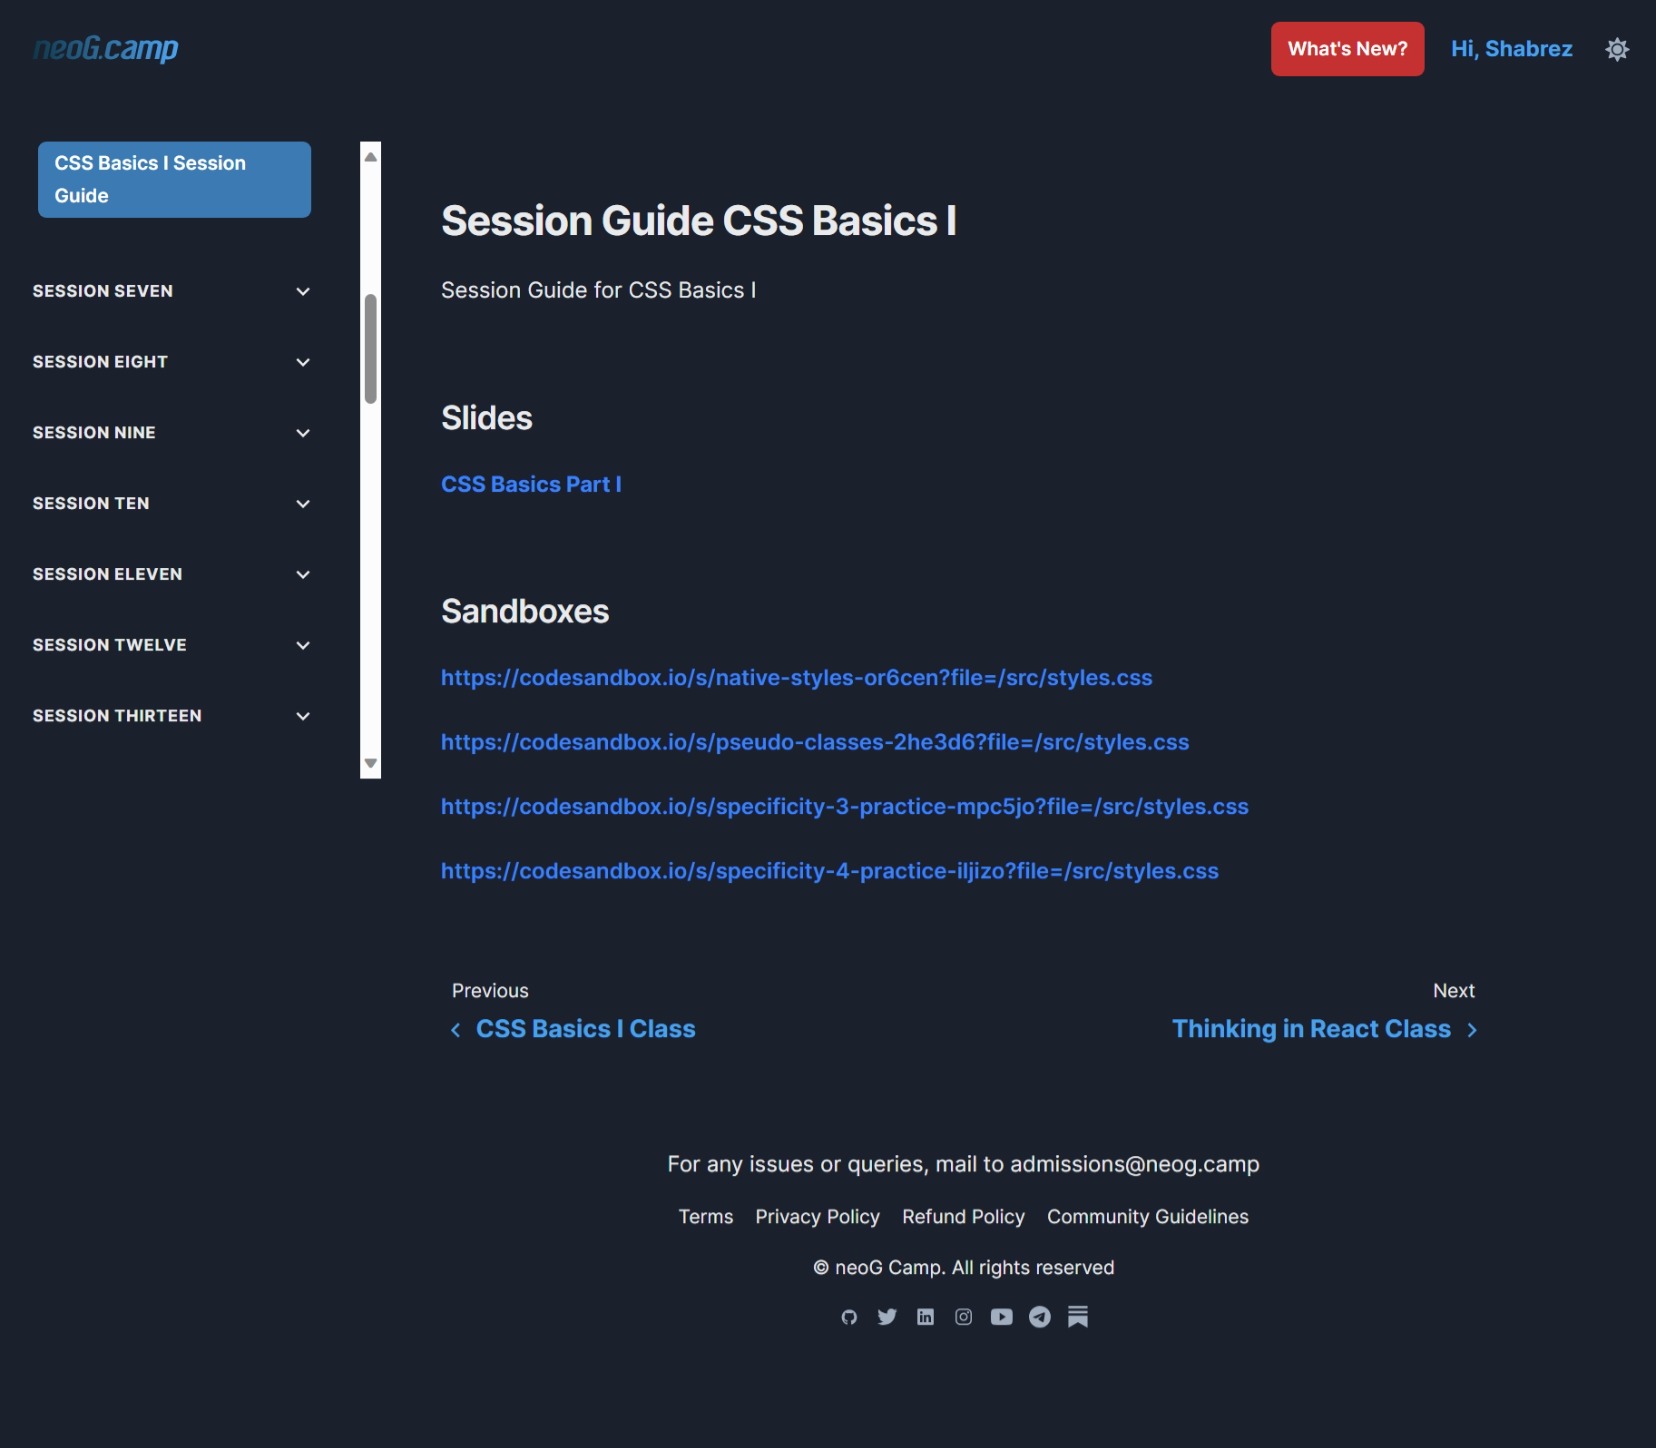 neoG.camp
What's New?
Hi, Shabrez
CSS Basics I Session
Guide
SESSION SEVEN
SESSION EIGHT
SESSION NINE
SESSION TEN
SESSION ELEVEN
SESSION TWELVE
SESSION THIRTEEN
Session Guide CSS Basics I
Session Guide for CSS Basics I
Slides
CSS Basics Part I
Sandboxes
https://codesandbox.io/s/native-styles-or6cen?file=/src/styles.css
https://codesandbox.io/s/pseudo-classes-2he3d6?file=/src/styles.css
https://codesandbox.io/s/specificity-3-practice-mpc5jo?file=/src/styles.css
https://codesandbox.io/s/specificity-4-practice-iljizo?file=/src/styles.css
Previous
CSS Basics I Class
Next
Thinking in React Class
For any issues or queries, mail to admissions@neog.camp
Terms Privacy Policy Refund Policy Community Guidelines
© neoG Camp. All rights reserved